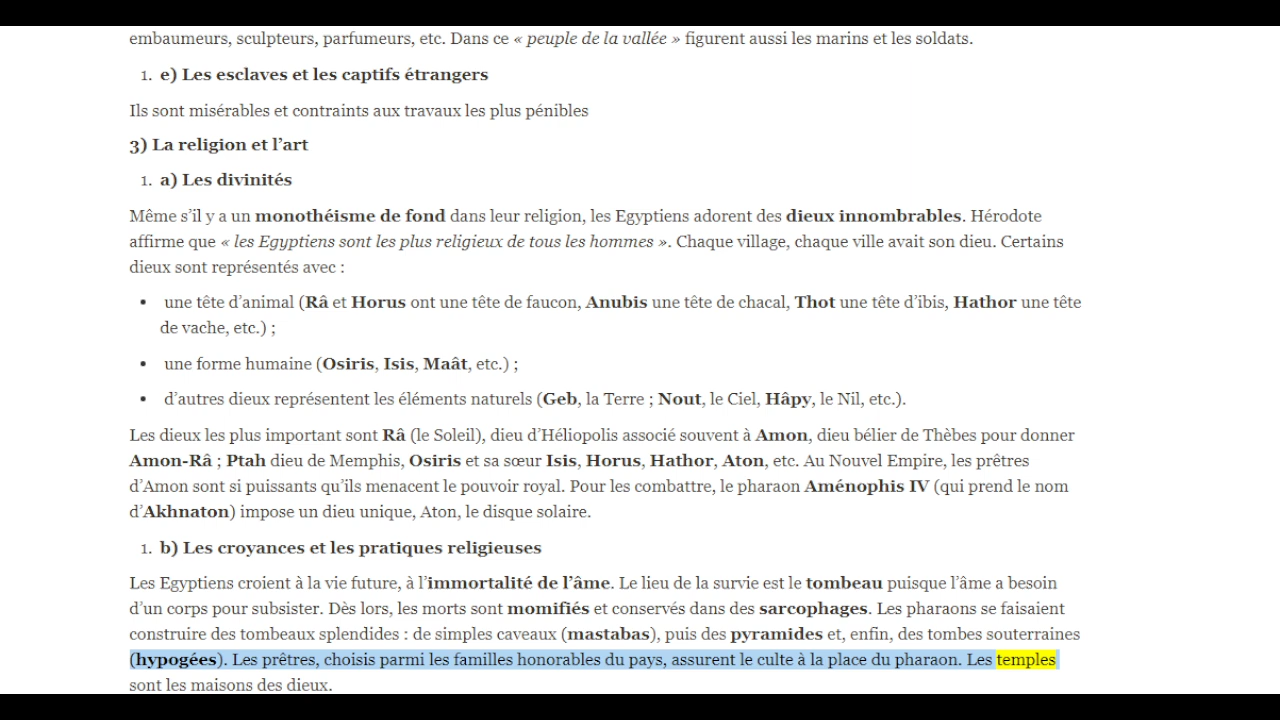 embaumeurs, sculpteurs, parfumeurs, etc. Dans ce « peuple de la vallée » figurent aussi les marins et les soldats.
1. e) Les esclaves et les captifs étrangers
Ils sont misérables et contraints aux travaux les plus pénibles
3) La religion et l’art
1. a) Les divinités
Même s’il y a un monothéisme de fond dans leur religion, les Egyptiens adorent des dieux innombrables. Hérodote
affirme que « les Egyptiens sont les plus religieux de tous les hommes ». Chaque village, chaque ville avait son dieu. Certains
dieux sont représentés avec :
• une tête d’animal (Râ et Horus ont une tête de faucon, Anubis une tête de chacal, Thot une tête d’ibis, Hathor une tête
de vache, etc.) ;
• une forme humaine (Osiris, Isis, Maât, etc.) ;
• d’autres dieux représentent les éléments naturels (Geb, la Terre ; Nout, le Ciel, Hâpy, le Nil, etc.).
Les dieux les plus important sont Râ (le Soleil), dieu d’Héliopolis associé souvent à Amon, dieu bélier de Thèbes pour donner
Amon-Râ ; Ptah dieu de Memphis, Osiris et sa sœur Isis, Horus, Hathor, Aton, etc. Au Nouvel Empire, les prêtres
d’Amon sont si puissants qu’ils menacent le pouvoir royal. Pour les combattre, le pharaon Aménophis IV (qui prend le nom
d’Akhnaton) impose un dieu unique, Aton, le disque solaire.
1. b) Les croyances et les pratiques religieuses
Les Egyptiens croient à la vie future, à l’immortalité de l’âme. Le lieu de la survie est le tombeau puisque l’âme a besoin
d’un corps pour subsister. Dès lors, les morts sont momifiés et conservés dans des sarcophages. Les pharaons se faisaient
construire des tombeaux splendides : de simples caveaux (mastabas), puis des pyramides et, enfin, des tombes souterraines
(hypogées). Les prêtres, choisis parmi les familles honorables du pays, assurent le culte à la place du pharaon. Les temples
sont les maisons des dieux.